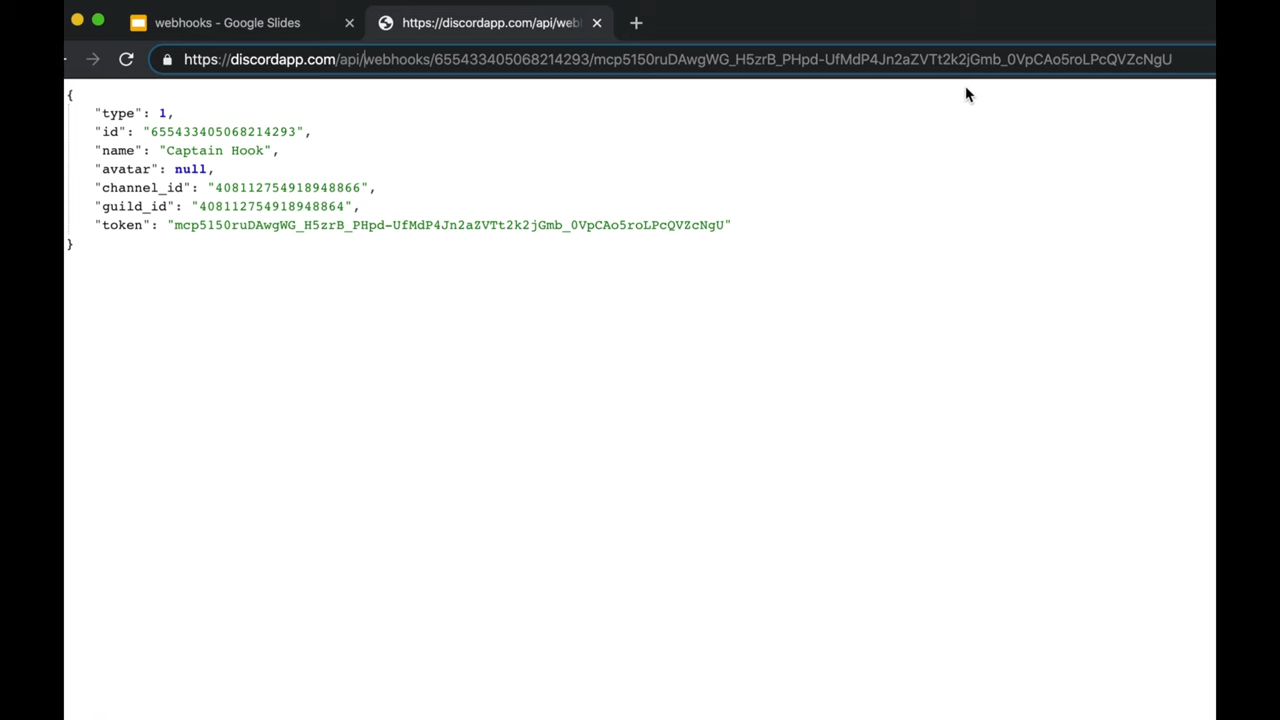 webhooks - Google Slides
https://discordapp.com/api/web
https://discordapp.com/api/webhooks/655433405068214293/mcp5150ruDAwgWG_H5zrB_PHpd-UfMdP4Jn2aZVTt2k2jGmb_0VpCAo5roLPcQVZcNgU
{
"type": 1,
"id": "655433405068214293",
"name": "Captain Hook",
"avatar": null,
"channel_id": "408112754918948866",
"guild_id": "408112754918948864",
"token": "mcp5150ruDAwgWG_H5zrB_PHpd-UfMdP4Jn2aZVTt2k2jGmb_0VpCAo5roLPcQVZcNgU"
}